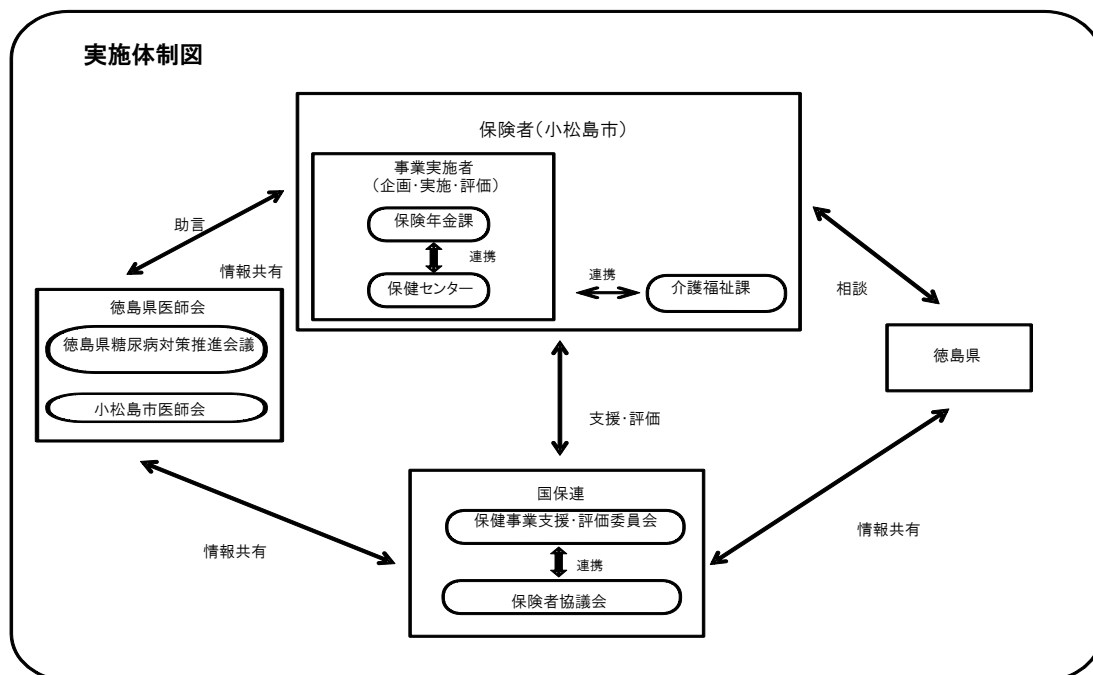 実施体制図
保険者(小松島市)
事業実施者
(企画・実施・評価)
保険年金課
連携
保健センター
連携
介護福祉課
助言
情報共有
相談
徳島県医師会
徳島県糖尿病対策推進会議
小松島市医師会
徳島県
支援・評価
国保連
保健事業支援・評価委員会
連携
保険者協議会
情報共有
情報共有